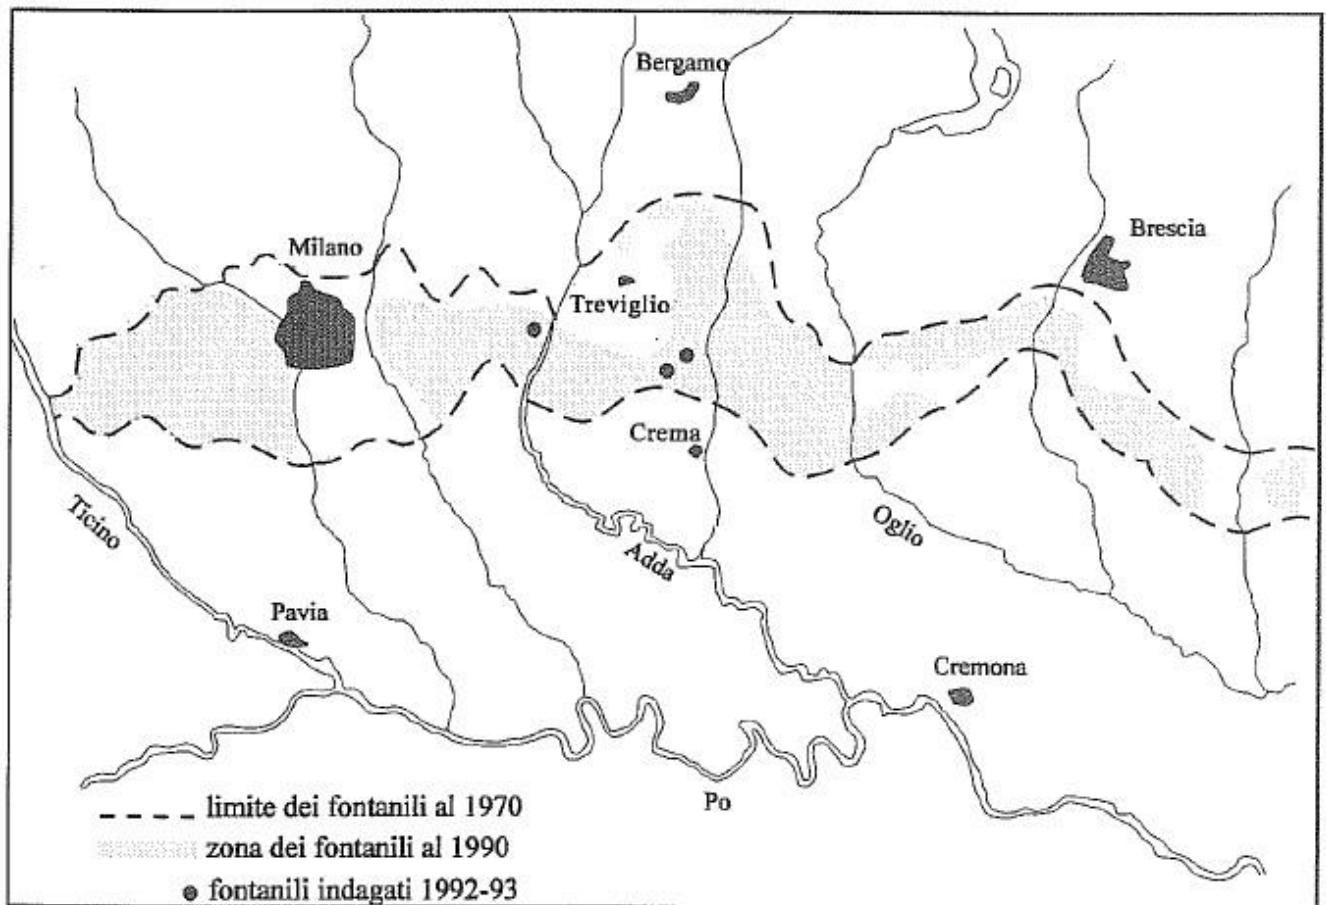 Bergamo
Brescia
Milano
Treviglio
Crema
Ticino
Oglio
Adda
Pavia
Cremona
Po
limite dei fontanili al 1970
zona dei fontanili al 1990
fontanili indagati 1992-93